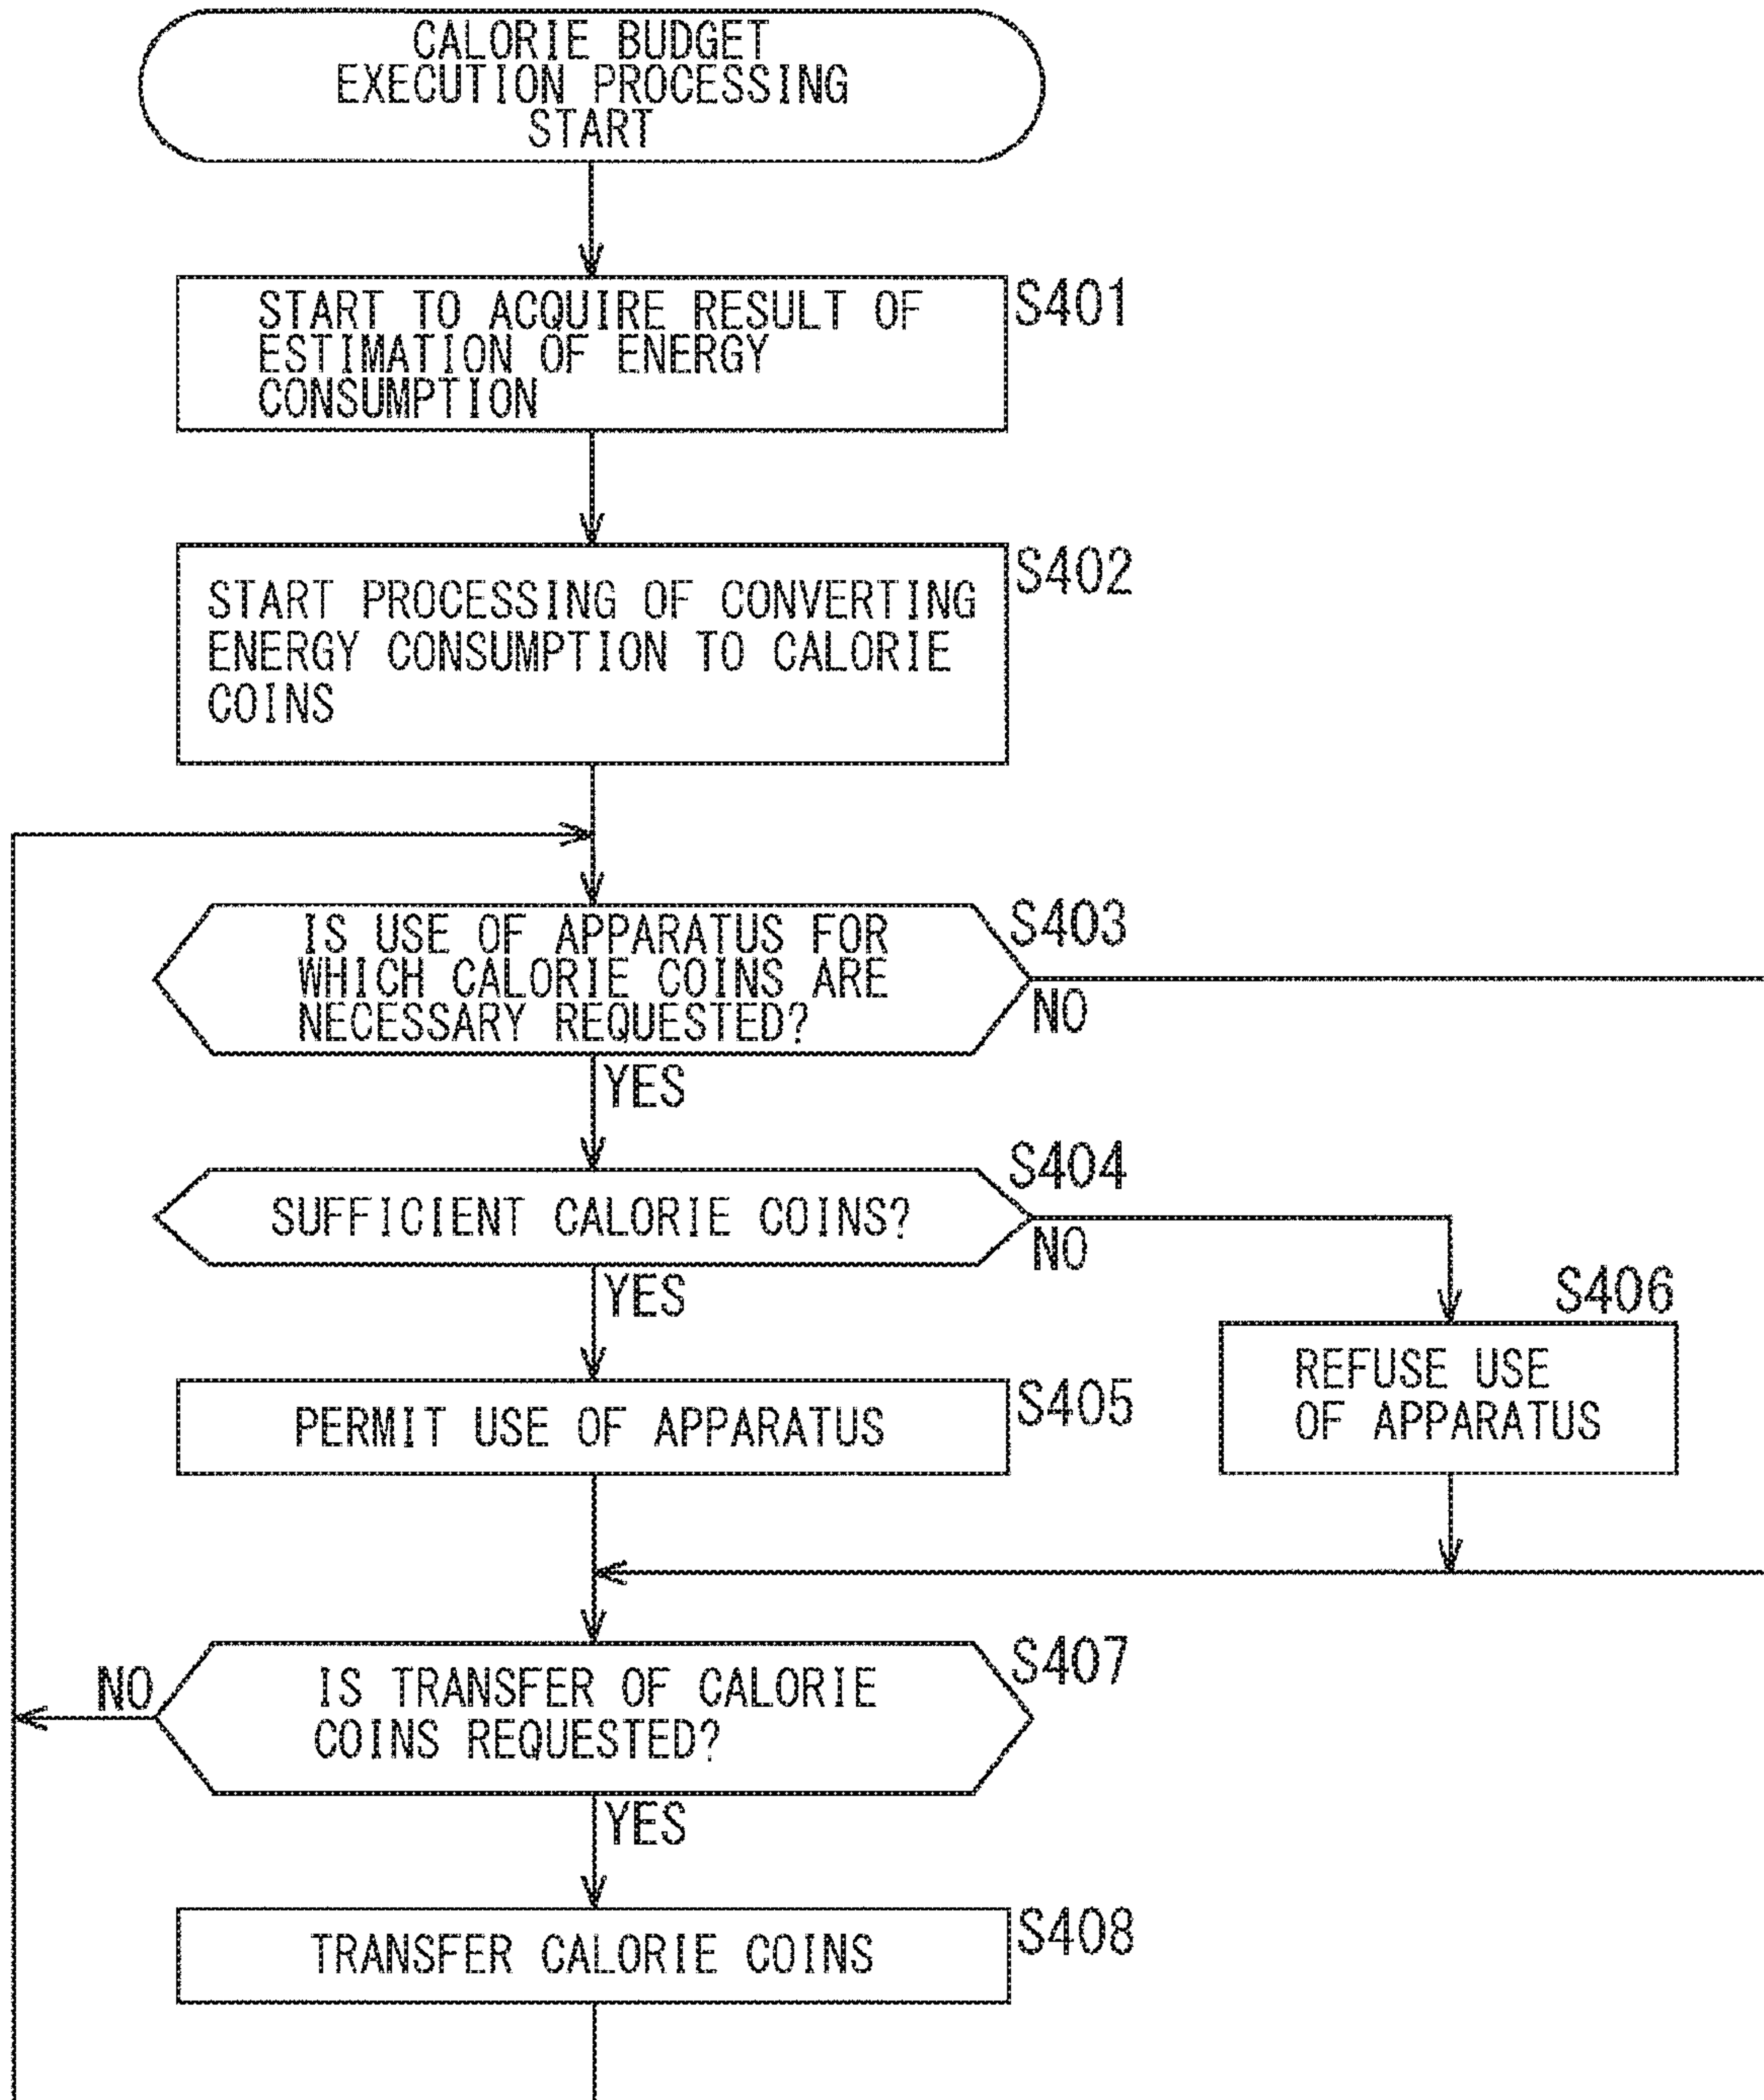 CALORIE BUDGET
EXECUTION PROCESSING
START
START TO ACQUIRE RESULT OF
ESTIMATION OF ENERGY
CONSUMPTION
S401
START PROCESSING OF CONVERTING
ENERGY CONSUMPTION TO CALORIE
COINS
S402
IS USE OF APPARATUS FOR
WHICH CALORIE COINS ARE
NECESSARY REQUESTED?
S403
NO
YES
SUFFICIENT CALORIE COINS?
S404
NO
YES
S406
REFUSE USE
OF APPARATUS
PERMIT USE OF APPARATUS
S405
NO
IS TRANSFER OF CALORIE
COINS REQUESTED?
S407
YES
TRANSFER CALORIE COINS
S408